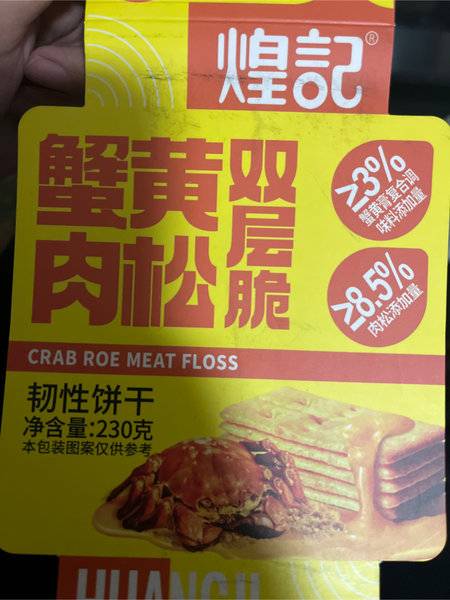 煌記®
蟹黄
肉松
双层脆
≥3%
蟹黄膏复合调
味料添加量
≥8.5%
肉松添加量
CRAB ROE MEAT FLOSS
韧性饼干
净含量:230克
本包装图案仅供参考
HUANGJI